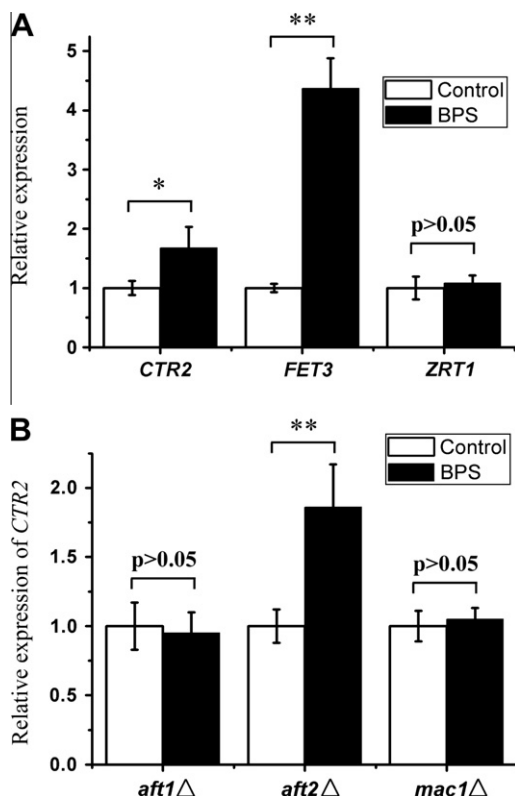 A
Relative expression
5
4
3
2
1
0
*
**
p>0.05
Control
BPS
CTR2 FET3 ZRT1
B
Relative expression of CTR2
2.0
1.5
1.0
0.5
0.0
p>0.05
**
p>0.05
Control
BPS
aft1△ aft2△ mac1△